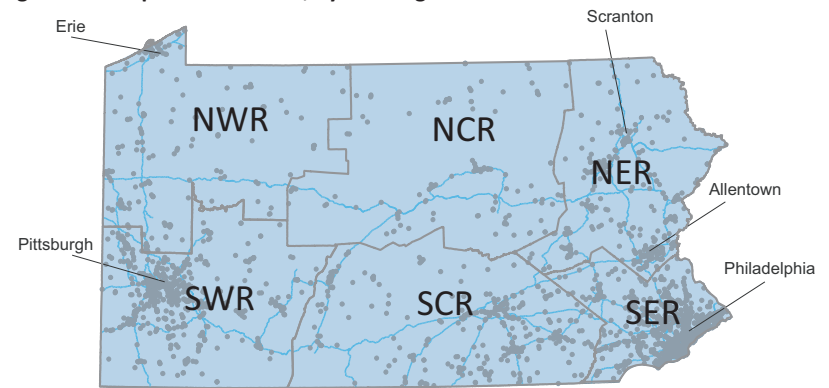 Scranton
Erie
NWR
NCR
NER
Allentown
Pittsburgh
Philadelphia
SWR
SCR
SER